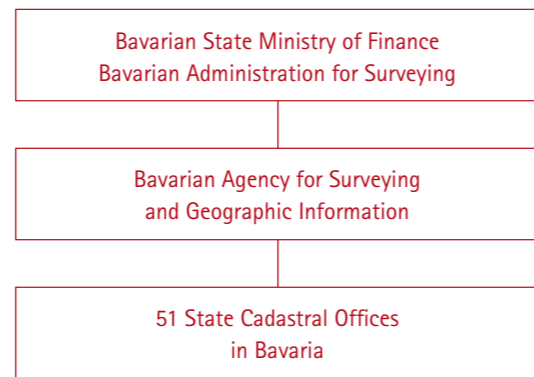 Bavarian State Ministry of Finance
Bavarian Administration for Surveying
Bavarian Agency for Surveying
and Geographic Information
51 State Cadastral Offices
in Bavaria